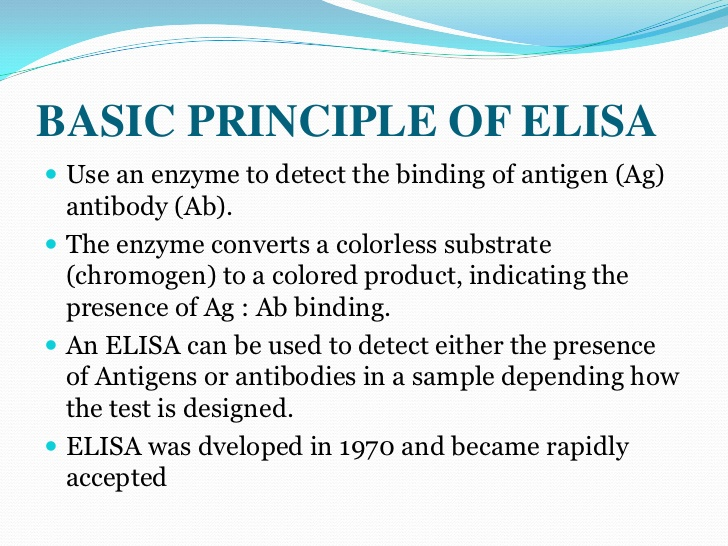 BASIC PRINCIPLE OF ELISA
Use an enzyme to detect the binding of antigen (Ag)
antibody (Ab).
The enzyme converts a colorless substrate
(chromogen) to a colored product, indicating the
presence of Ag : Ab binding.
An ELISA can be used to detect either the presence
of Antigens or antibodies in a sample depending how
the test is designed.
ELISA was dveloped in 1970 and became rapidly
accepted